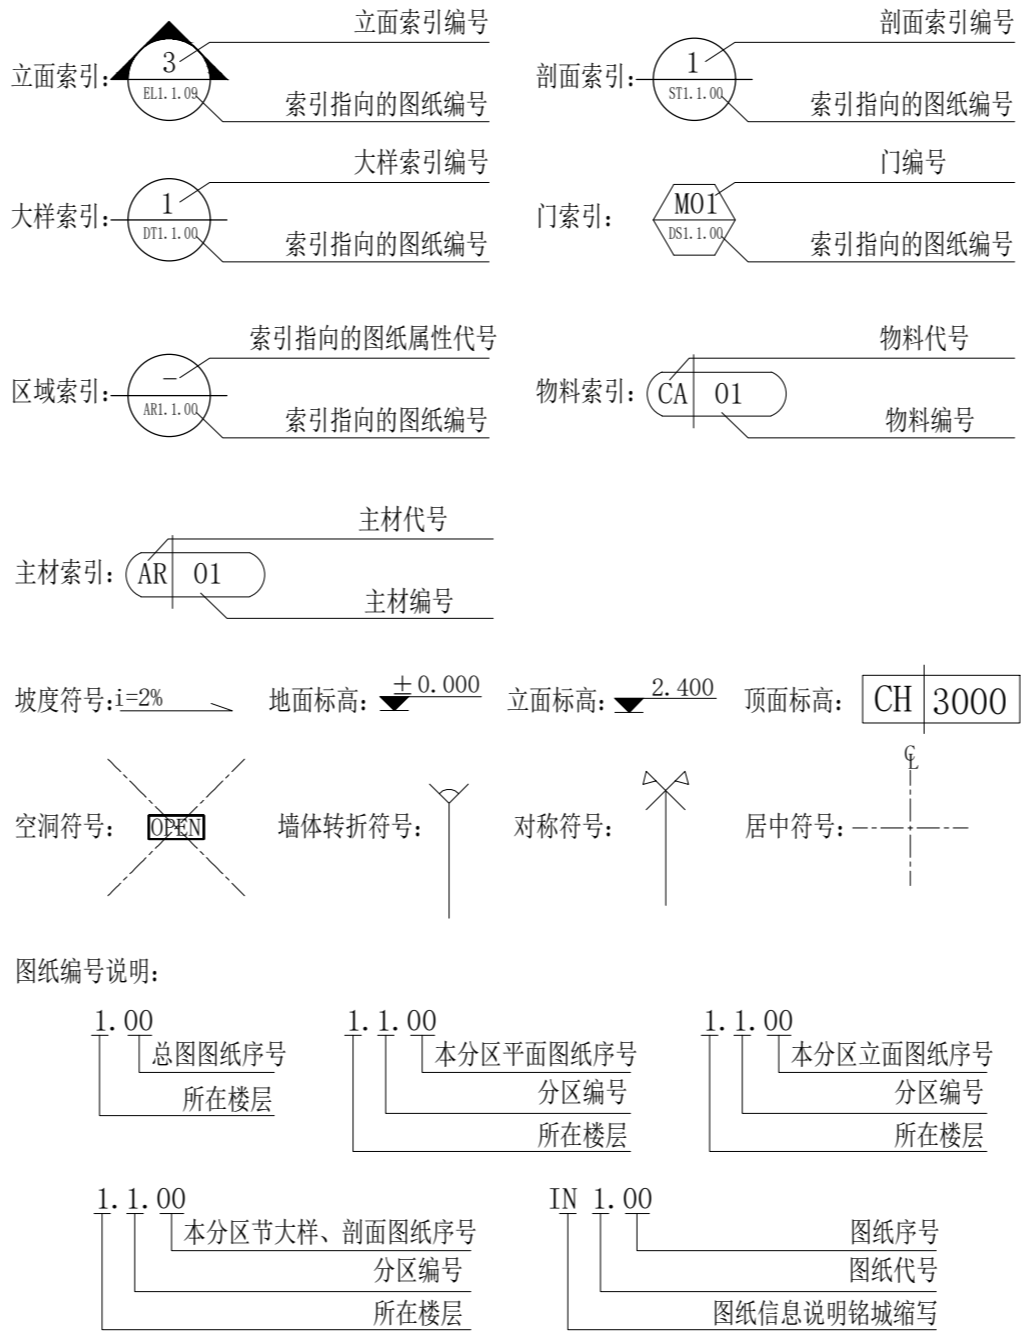 立面索引编号
立面索引:
3
EL1.1.09
索引指向的图纸编号
剖面索引编号
剖面索引:
1
ST1.1.00
索引指向的图纸编号
大样索引编号
大样索引:
1
DT1.1.00
索引指向的图纸编号
门编号
门索引:
M01
DS1.1.00
索引指向的图纸编号
索引指向的图纸属性代号
区域索引:
—
AR1.1.00
索引指向的图纸编号
物料代号
物料索引:
CA 01
物料编号
主材代号
主材索引:
AR 01
主材编号
坡度符号:i=2%
地面标高: ±0.000
立面标高: 2.400
顶面标高: CH 3000
空洞符号: OPEN
墙体转折符号:
对称符号:
居中符号:
℄
图纸编号说明:
1.00
总图图纸序号
所在楼层
1.1.00
本分区平面图纸序号
分区编号
所在楼层
1.1.00
本分区立面图纸序号
分区编号
所在楼层
1.1.00
本分区节大样、剖面图纸序号
分区编号
所在楼层
IN 1.00
图纸序号
图纸代号
图纸信息说明铭城缩写